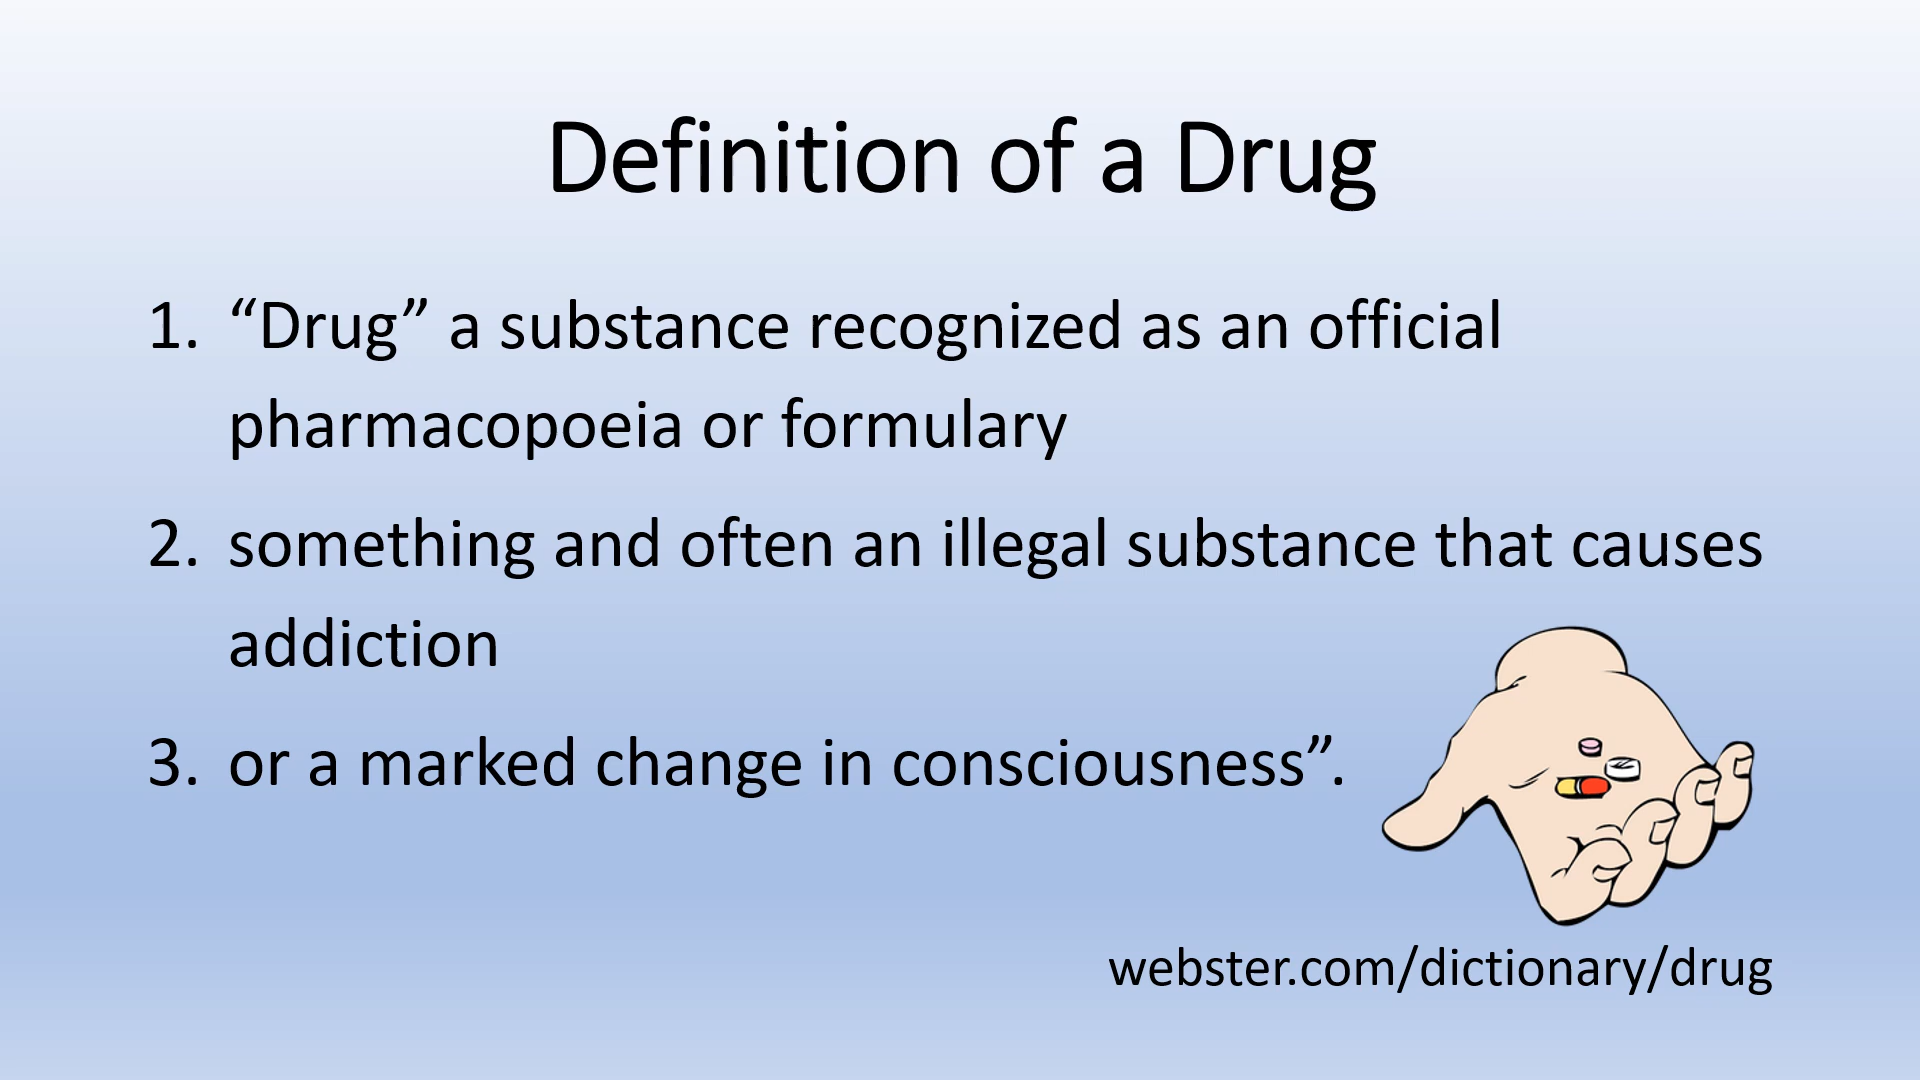 Definition of a Drug
1. “Drug” a substance recognized as an official
pharmacopoeia or formulary
2. something and often an illegal substance that causes
addiction
3. or a marked change in consciousness”.
webster.com/dictionary/drug